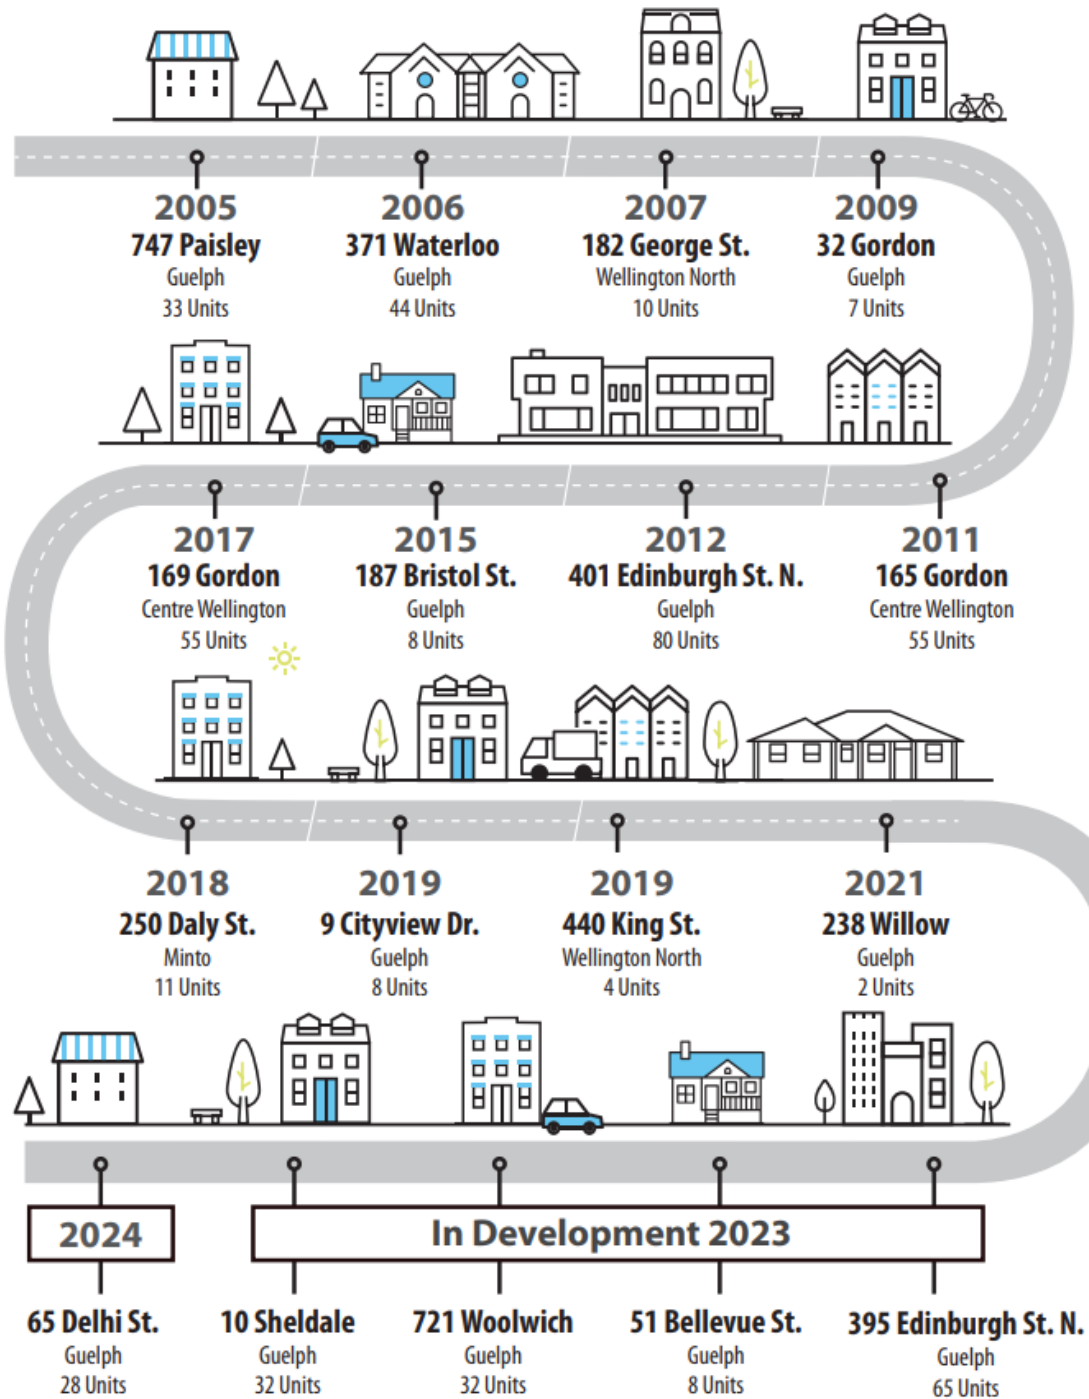 2005
747 Paisley
Guelph
33 Units
2006
371 Waterloo
Guelph
44 Units
2007
182 George St.
Wellington North
10 Units
2009
32 Gordon
Guelph
7 Units
2017
169 Gordon
Centre Wellington
55 Units
2015
187 Bristol St.
Guelph
8 Units
2012
401 Edinburgh St. N.
Guelph
80 Units
2011
165 Gordon
Centre Wellington
55 Units
2018
250 Daly St.
Minto
11 Units
2019
9 Cityview Dr.
Guelph
8 Units
2019
440 King St.
Wellington North
4 Units
2021
238 Willow
Guelph
2 Units
2024
65 Delhi St.
Guelph
28 Units
In Development 2023
10 Sheldale
Guelph
32 Units
721 Woolwich
Guelph
32 Units
51 Bellevue St.
Guelph
8 Units
395 Edinburgh St. N.
Guelph
65 Units